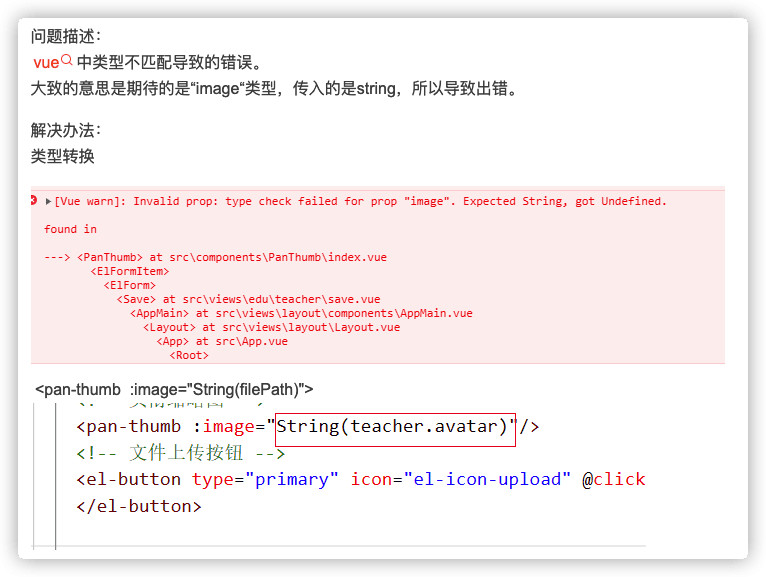 问题描述：
vue 中类型不匹配导致的错误。
大致的意思是期待的是“image“类型，传入的是string，所以导致出错。
解决办法：
类型转换
[Vue warn]: Invalid prop: type check failed for prop "image". Expected String, got Undefined.
found in
---> <PanThumb> at src\components\PanThumb\index.vue
<ElFormItem>
<ElForm>
<Save> at src\views\edu\teacher\save.vue
<AppMain> at src\views\layout\components\AppMain.vue
<Layout> at src\views\layout\Layout.vue
<App> at src\App.vue
<Root>
<pan-thumb :image="String(filePath)">
<pan-thumb :image="String(teacher.avatar)"/>
<!-- 文件上传按钮 -->
<el-button type="primary" icon="el-icon-upload" @click
</el-button>